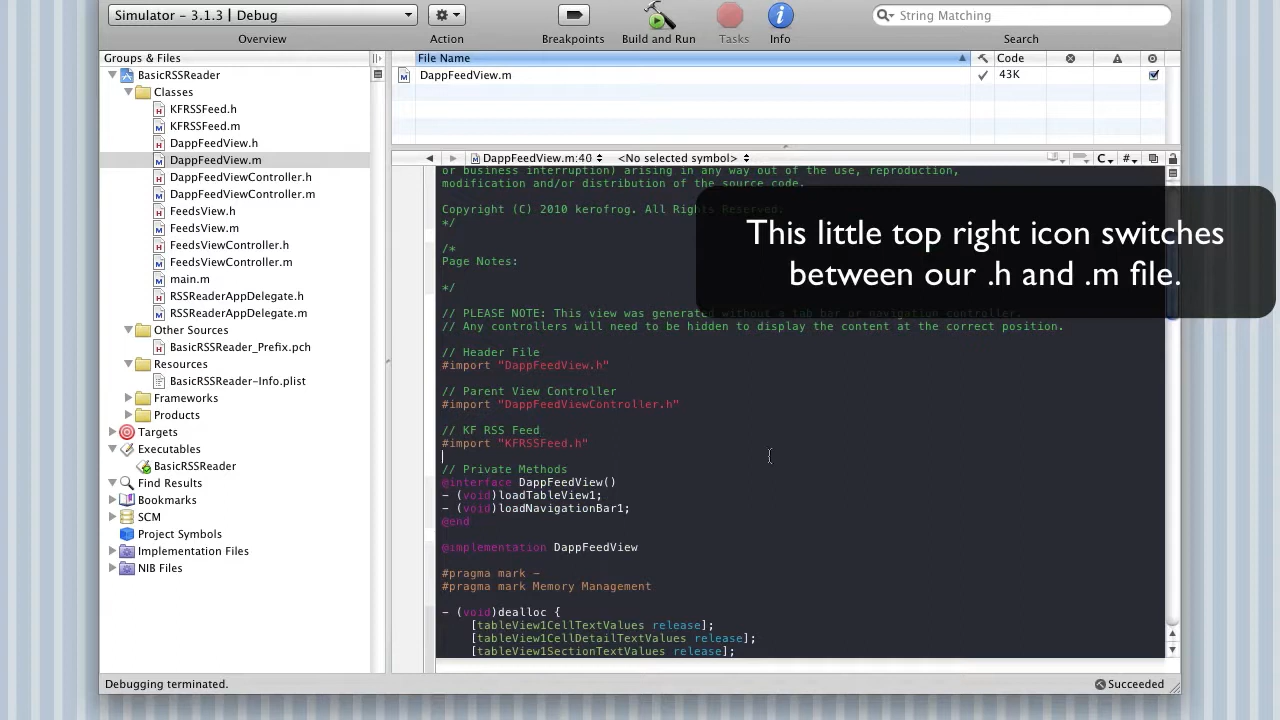 Simulator - 3.1.3 | Debug
String Matching
Overview
Action
Breakpoints
Build and Run
Tasks
Info
Search
Groups & Files
BasicRSSReader
Classes
KFRSSFeed.h
KFRSSFeed.m
DappFeedView.h
DappFeedView.m
DappFeedViewController.h
DappFeedViewController.m
FeedsView.h
FeedsView.m
FeedsViewController.h
FeedsViewController.m
main.m
RSSReaderAppDelegate.h
RSSReaderAppDelegate.m
Other Sources
BasicRSSReader_Prefix.pch
Resources
BasicRSSReader-Info.plist
Frameworks
Products
Targets
Executables
BasicRSSReader
Find Results
Bookmarks
SCM
Project Symbols
Implementation Files
NIB Files
File Name
Code
DappFeedView.m
43K
DappFeedView.m:40
<No selected symbol>
C
#
or business interruption) arising in any way out of the use, reproduction,
modification and/or distribution of the source code.
Copyright (C) 2010 kerofrog. All Rights Reserved.
*/
/*
Page Notes:
*/
// PLEASE NOTE: This view was generated without a tab bar or navigation controller.
// Any controllers will need to be hidden to display the content at the correct position.
// Header File
#import "DappFeedView.h"
// Parent View Controller
#import "DappFeedViewController.h"
// KF RSS Feed
#import "KFRSSFeed.h"
// Private Methods
@interface DappFeedView()
- (void)loadTableView1;
- (void)loadNavigationBar1;
@end
@implementation DappFeedView
#pragma mark -
#pragma mark Memory Management
- (void)dealloc {
[tableView1CellTextValues release];
[tableView1CellDetailTextValues release];
[tableView1SectionTextValues release];
This little top right icon switches
between our .h and .m file.
Debugging terminated.
Succeeded